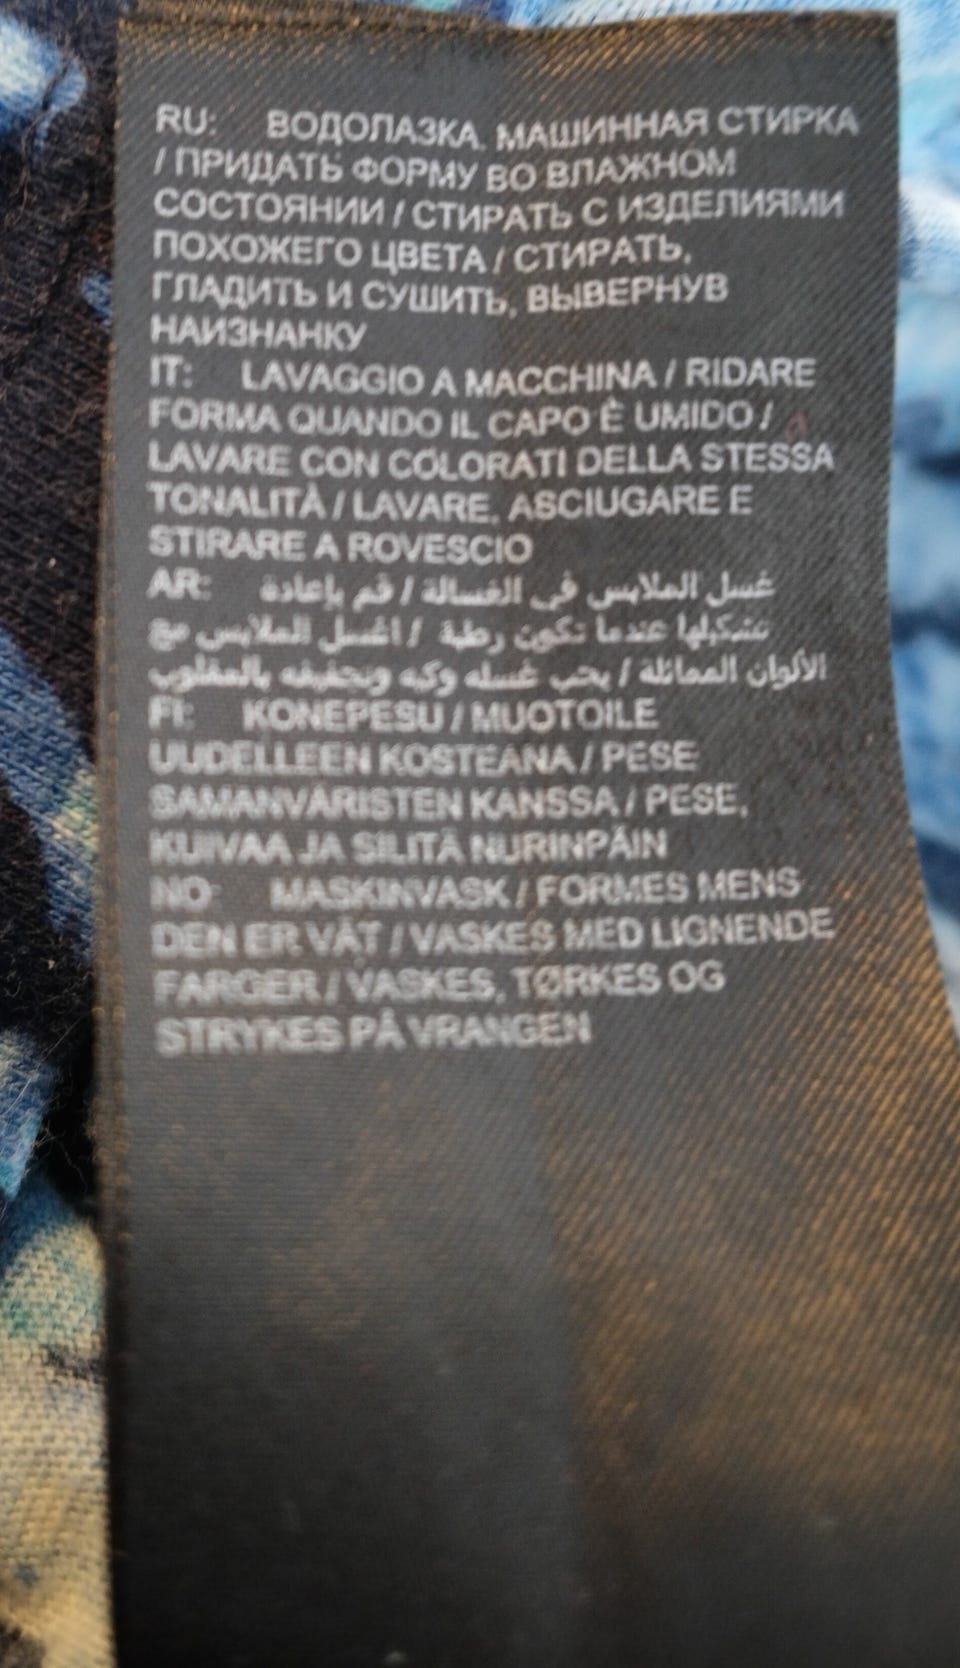 RU: ВОДОЛАЗКА. МАШИННАЯ СТИРКА
/ ПРИДАТЬ ФОРМУ ВО ВЛАЖНОМ
СОСТОЯНИИ / СТИРАТЬ С ИЗДЕЛИЯМИ
ПОХОЖЕГО ЦВЕТА / СТИРАТЬ,
ГЛАДИТЬ И СУШИТЬ, ВЫВЕРНУВ
НАИЗНАНКУ
IT: LAVAGGIO A MACCHINA / RIDARE
FORMA QUANDO IL CAPO È UMIDO /
LAVARE CON COLORATI DELLA STESSA
TONALITÀ / LAVARE, ASCIUGARE E
STIRARE A ROVESCIO
AR: غسل الملابس في الغسالة / قم بإعادة
تشكيلها عندما تكون رطبة / اغسل الملابس مع
الألوان المماثلة / يجب غسله وكيه وتجفيفه بالمقلوب
FI: KONEPESU / MUOTOILE
UUDELLEEN KOSTEANA / PESE
SAMANVÄRISTEN KANSSA / PESE,
KUIVAA JA SILITÄ NURINPÄIN
NO: MASKINVASK / FORMES MENS
DEN ER VÅT / VASKES MED LIGNENDE
FARGER / VASKES, TØRKES OG
STRYKES PÅ VRANGEN